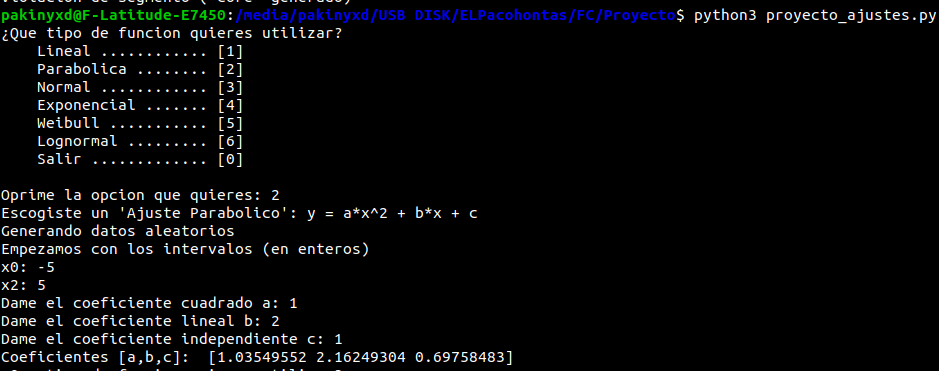 pakinyxd@F-Latitude-E7450:/media/pakinyxd/USB DISK/ELPacohontas/FC/Proyecto$ python3 proyecto_ajustes.py
¿Que tipo de funcion quieres utilizar?
    Lineal ............ [1]
    Parabolica ........ [2]
    Normal ............ [3]
    Exponencial ....... [4]
    Weibull ........... [5]
    Lognormal ......... [6]
    Salir ............. [0]

Oprime la opcion que quieres: 2
Escogiste un 'Ajuste Parabolico': y = a*x^2 + b*x + c
Generando datos aleatorios
Empezamos con los intervalos (en enteros)
x0: -5
x2: 5
Dame el coeficiente cuadrado a: 1
Dame el coeficiente lineal b: 2
Dame el coeficiente independiente c: 1
Coeficientes [a,b,c]:  [1.03549552 2.16249304 0.69758483]